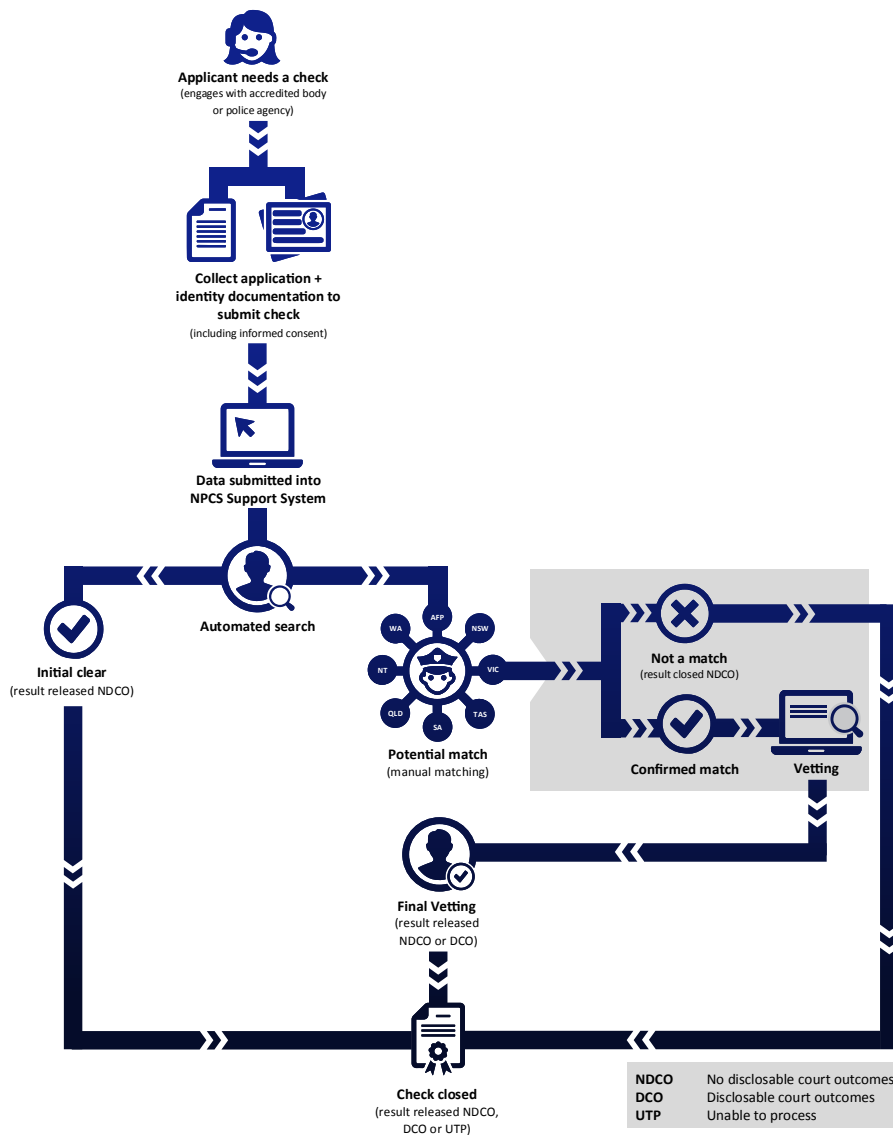 Applicant needs a check
(engages with accredited body
or police agency)
Collect application +
identity documentation to
submit check
(including informed consent)
Data submitted into
NPCS Support System
Automated search
Initial clear
(result released NDCO)
AFP
WA
NSW
NT
VIC
QLD
TAS
SA
Potential match
(manual matching)
Not a match
(result closed NDCO)
Confirmed match
Vetting
Final Vetting
(result released
NDCO or DCO)
Check closed
(result released NDCO,
DCO or UTP)
NDCO No disclosable court outcomes
DCO Disclosable court outcomes
UTP Unable to process